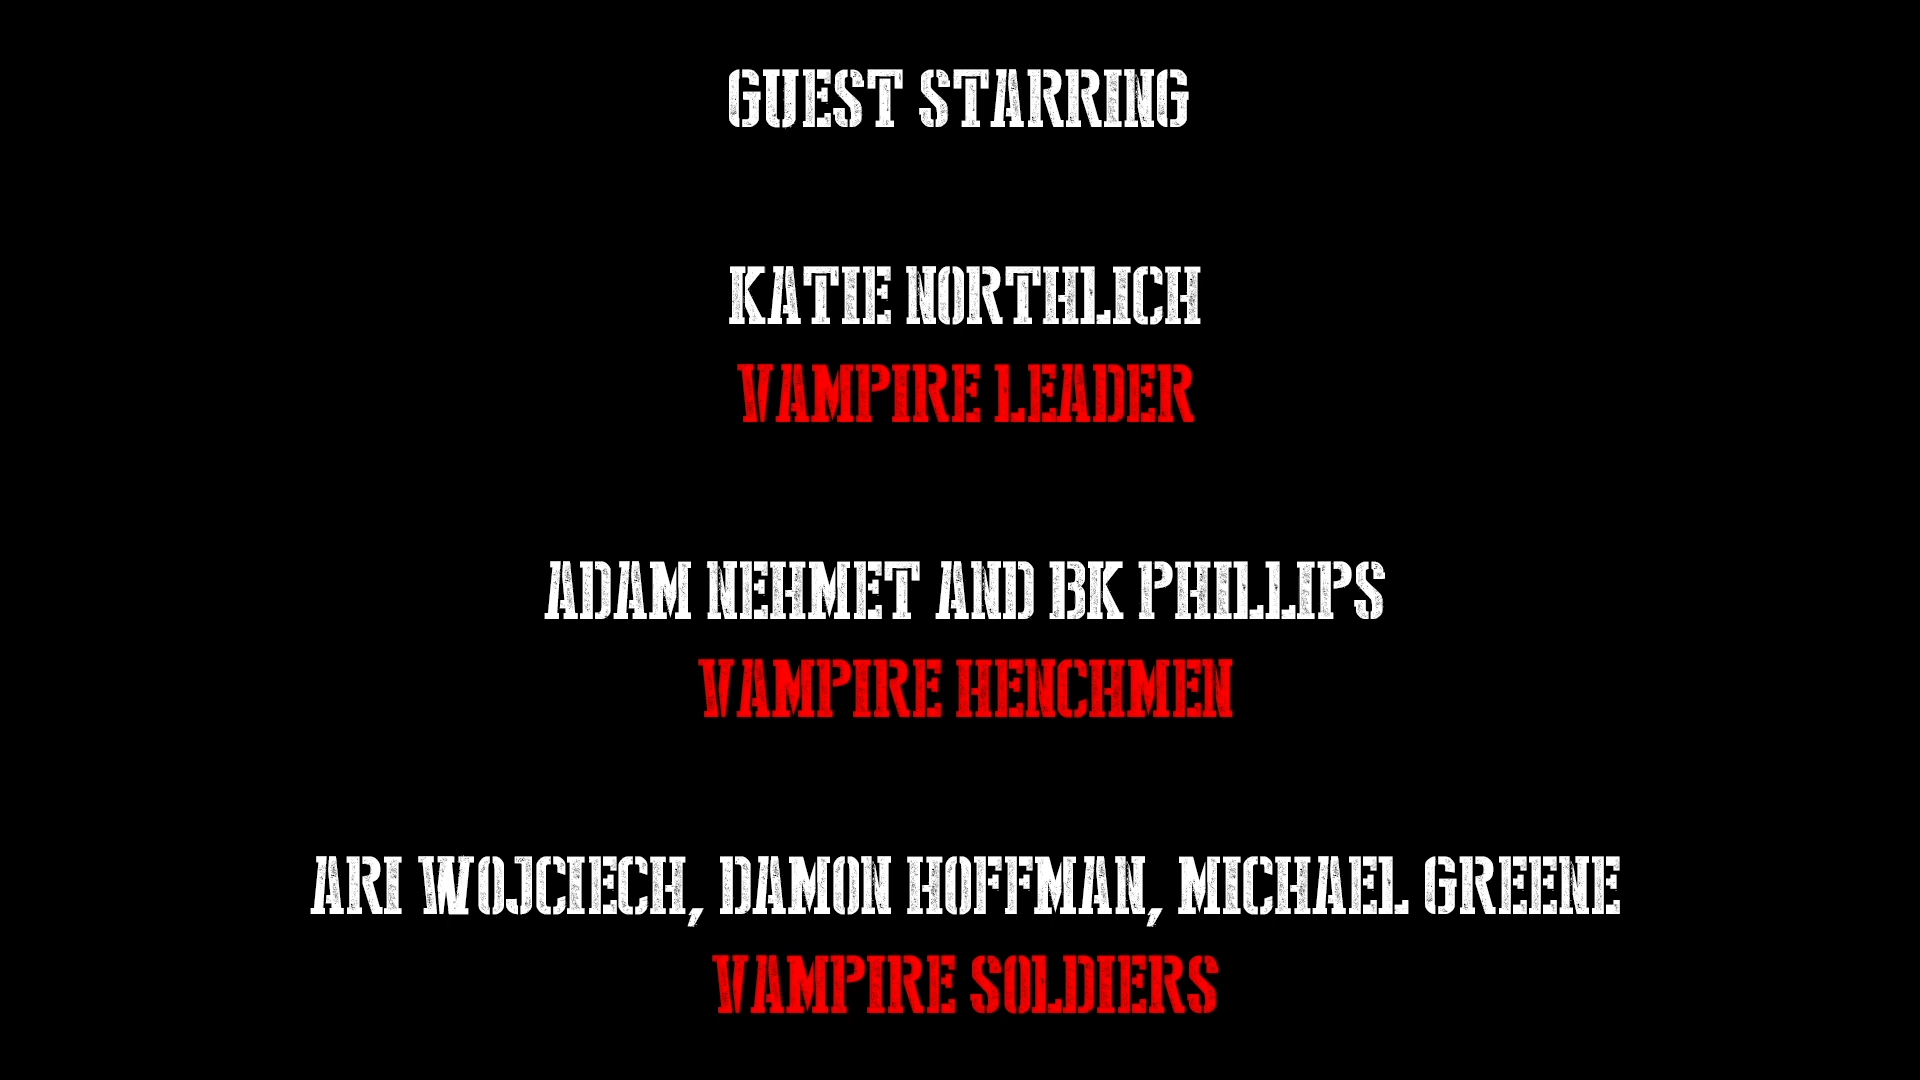 GUEST STARRING
KATIE NORTHLICH
VAMPIRE LEADER
ADAM NEHMET AND BK PHILLIPS
VAMPIRE HENCHMEN
ARI WOJCIECH, DAMON HOFFMAN, MICHAEL GREENE
VAMPIRE SOLDIERS